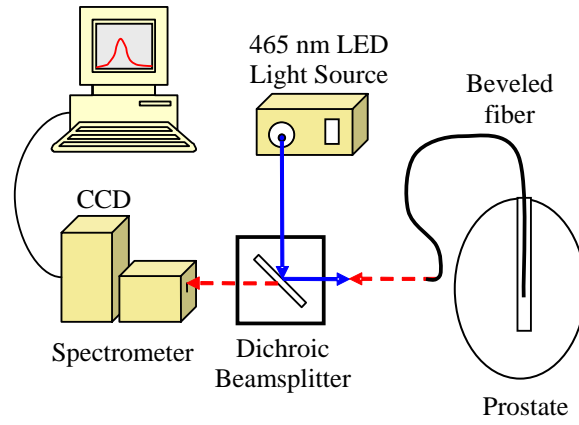 465 nm LED
Light Source
Beveled
fiber
CCD
Spectrometer
Dichroic
Beamsplitter
Prostate